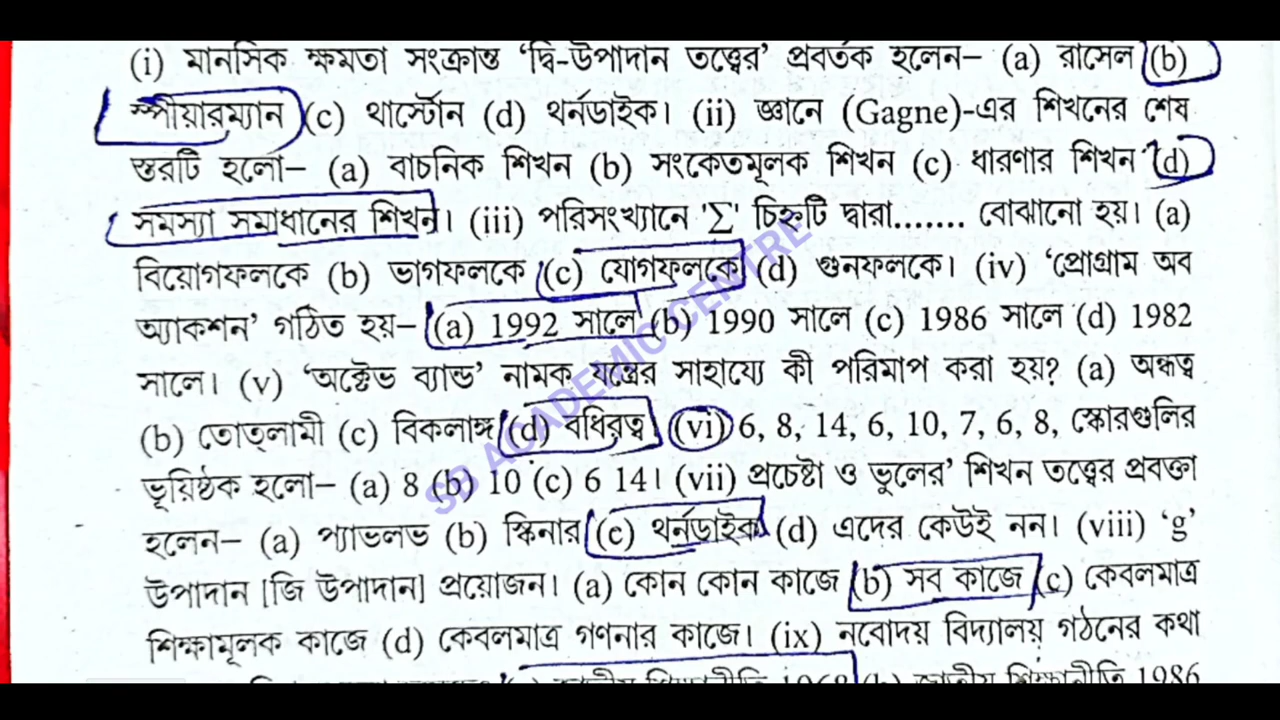 (i) মানসিক ক্ষমতা সংক্রান্ত ‘দ্বি-উপাদান তত্ত্বের’ প্রবর্তক হলেন– (a) রাসেল (b)
স্পীয়ারম্যান (c) থার্স্টোন (d) থর্নডাইক। (ii) জ্ঞানে (Gagne)-এর শিখনের শেষ
স্তরটি হলো– (a) বাচনিক শিখন (b) সংকেতমূলক শিখন (c) ধারণার শিখন (d)
সমস্যা সমাধানের শিখন। (iii) পরিসংখ্যানে '∑' চিহ্নটি দ্বারা....... বোঝানো হয়। (a)
বিয়োগফলকে (b) ভাগফলকে (c) যোগফলকে (d) গুনফলকে। (iv) ‘প্রোগ্রাম অব
অ্যাকশন’ গঠিত হয়– (a) 1992 সালে (b) 1990 সালে (c) 1986 সালে (d) 1982
সালে। (v) ‘অক্টেভ ব্যান্ড’ নামক যন্ত্রের সাহায্যে কী পরিমাপ করা হয়? (a) অন্ধত্ব
(b) তোত্‌লামী (c) বিকলাঙ্গ (d) বধিরত্ব (vi) 6, 8, 14, 6, 10, 7, 6, 8, স্কোরগুলির
ভূয়িষ্ঠক হলো– (a) 8 (b) 10 (c) 6 14। (vii) প্রচেষ্টা ও ভুলের’ শিখন তত্ত্বের প্রবক্তা
হলেন– (a) প্যাভলভ (b) স্কিনার (c) থর্নডাইক (d) এদের কেউই নন। (viii) ‘g’
উপাদান [জি উপাদান] প্রয়োজন। (a) কোন কোন কাজে (b) সব কাজে (c) কেবলমাত্র
শিক্ষামূলক কাজে (d) কেবলমাত্র গণনার কাজে। (ix) নবোদয় বিদ্যালয় গঠনের কথা
জাতীয় শিক্ষানীতি 1968 (b) জাতীয় শিক্ষানীতি 1986
SB ACADEMIC CENTRE